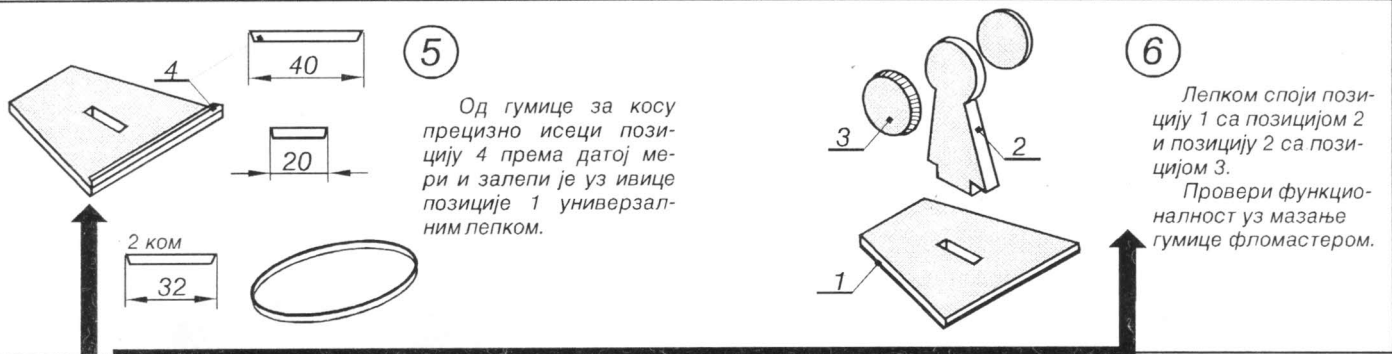 4
40
5
Од гумице за косу
прецизно исеци пози-
цију 4 према датој ме-
ри и залепи је уз ивице
позиције 1 универзал-
ним лепком.
20
2 ком
32
6
Лепком споји пози-
цију 1 са позицијом 2
и позицију 2 са пози-
цијом 3.
Провери функцио-
налност уз мазање
гумице фломастером.
3
2
1